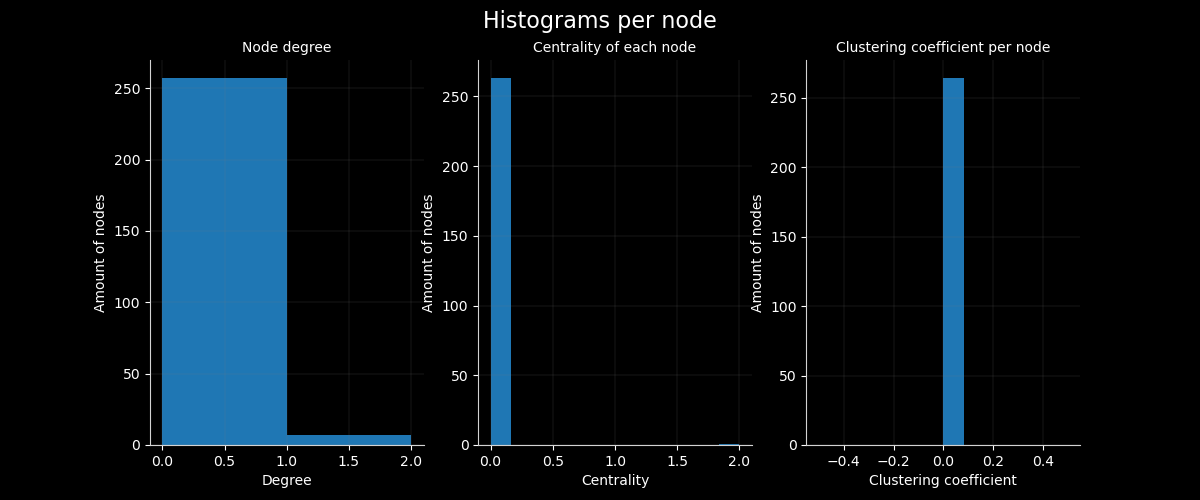 Histograms per node
Node degree
Centrality of each node
Clustering coefficient per node
Amount of nodes
250
200
150
100
50
0
0.0 0.5 1.0 1.5 2.0
Degree
Amount of nodes
250
200
150
100
50
0
0.0 0.5 1.0 1.5 2.0
Centrality
Amount of nodes
250
200
150
100
50
0
−0.4 −0.2 0.0 0.2 0.4
Clustering coefficient